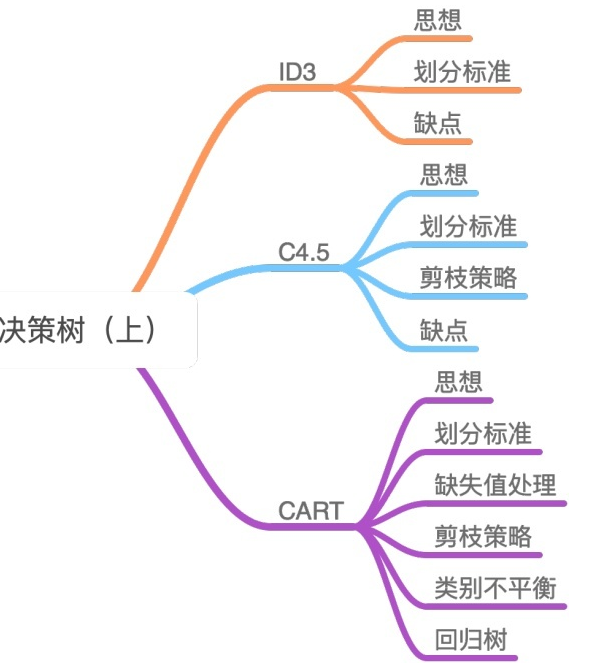 决策树（上）
ID3
思想
划分标准
缺点
C4.5
思想
划分标准
剪枝策略
缺点
CART
思想
划分标准
缺失值处理
剪枝策略
类别不平衡
回归树